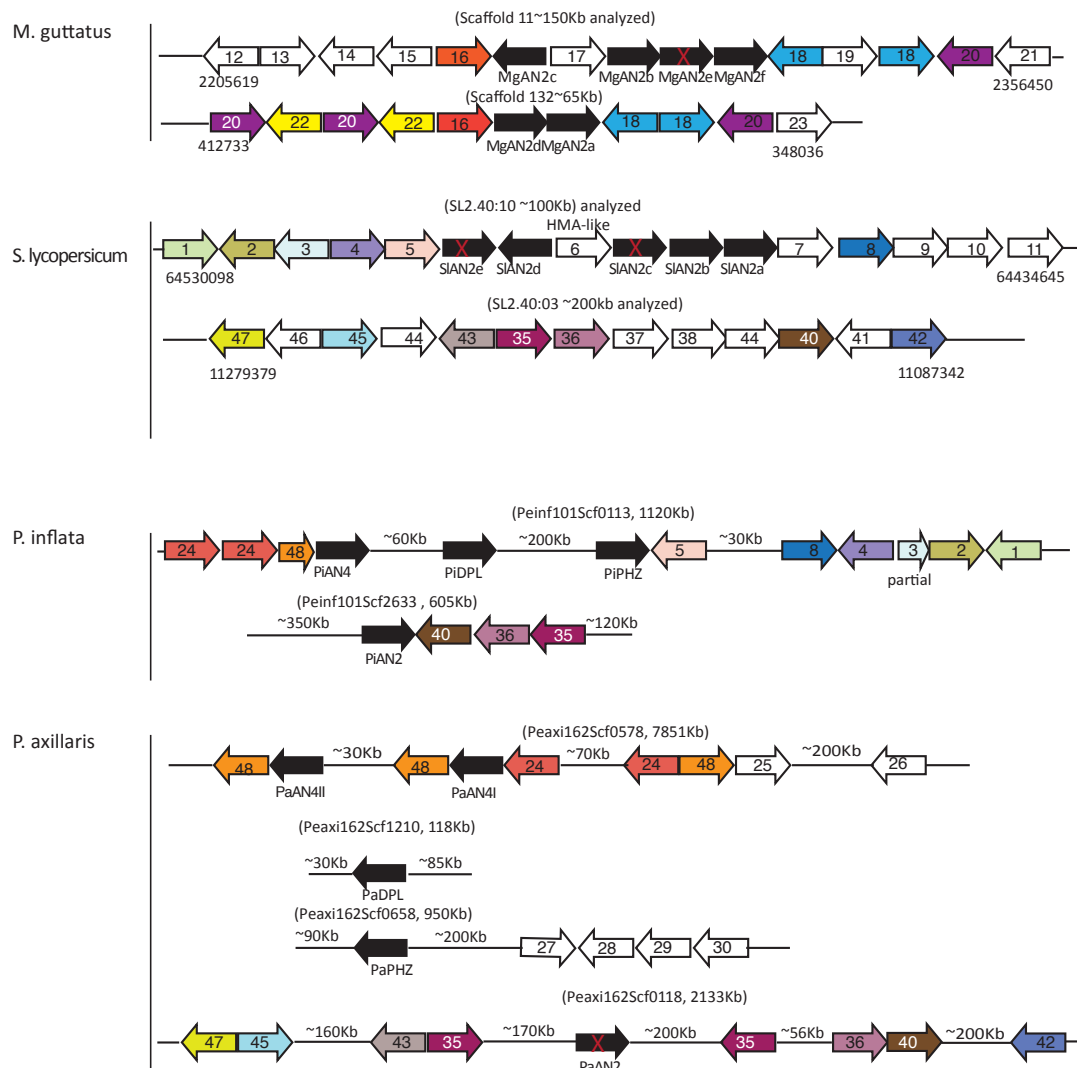 M. guttatus
(Scaffold 11~150Kb analyzed)
12 13 14 15 16 17 X 18 19 18 20 21
MgAN2c MgAN2b MgAN2e MgAN2f
2205619 2356450
(Scaffold 132~65Kb)
20 22 20 22 16 18 18 20 23
MgAN2d MgAN2a
412733 348036
S. lycopersicum
(SL2.40:10 ~100Kb) analyzed
HMA-like
1 2 3 4 5 X 6 X 7 8 9 10 11
SlAN2e SlAN2d SlAN2c SlAN2b SlAN2a
64530098 64434645
(SL2.40:03 ~200kb analyzed)
47 46 45 44 43 35 36 37 38 44 40 41 42
11279379 11087342
P. inflata
(Peinf101Scf0113, 1120Kb)
~60Kb ~200Kb ~30Kb
24 24 48 5 8 4 3 2 1
PiAN4 PiDPL PiPHZ partial
(Peinf101Scf2633 , 605Kb)
~350Kb ~120Kb
40 36 35
PiAN2
P. axillaris
(Peaxi162Scf0578, 7851Kb)
~30Kb ~70Kb ~200Kb
48 48 24 24 48 25 26
PaAN4II PaAN4I
(Peaxi162Scf1210, 118Kb)
~30Kb ~85Kb
PaDPL
(Peaxi162Scf0658, 950Kb)
~90Kb ~200Kb
27 28 29 30
PaPHZ
(Peaxi162Scf0118, 2133Kb)
~160Kb ~170Kb ~200Kb ~56Kb ~200Kb
47 45 43 35 X 35 36 40 42
PaAN2